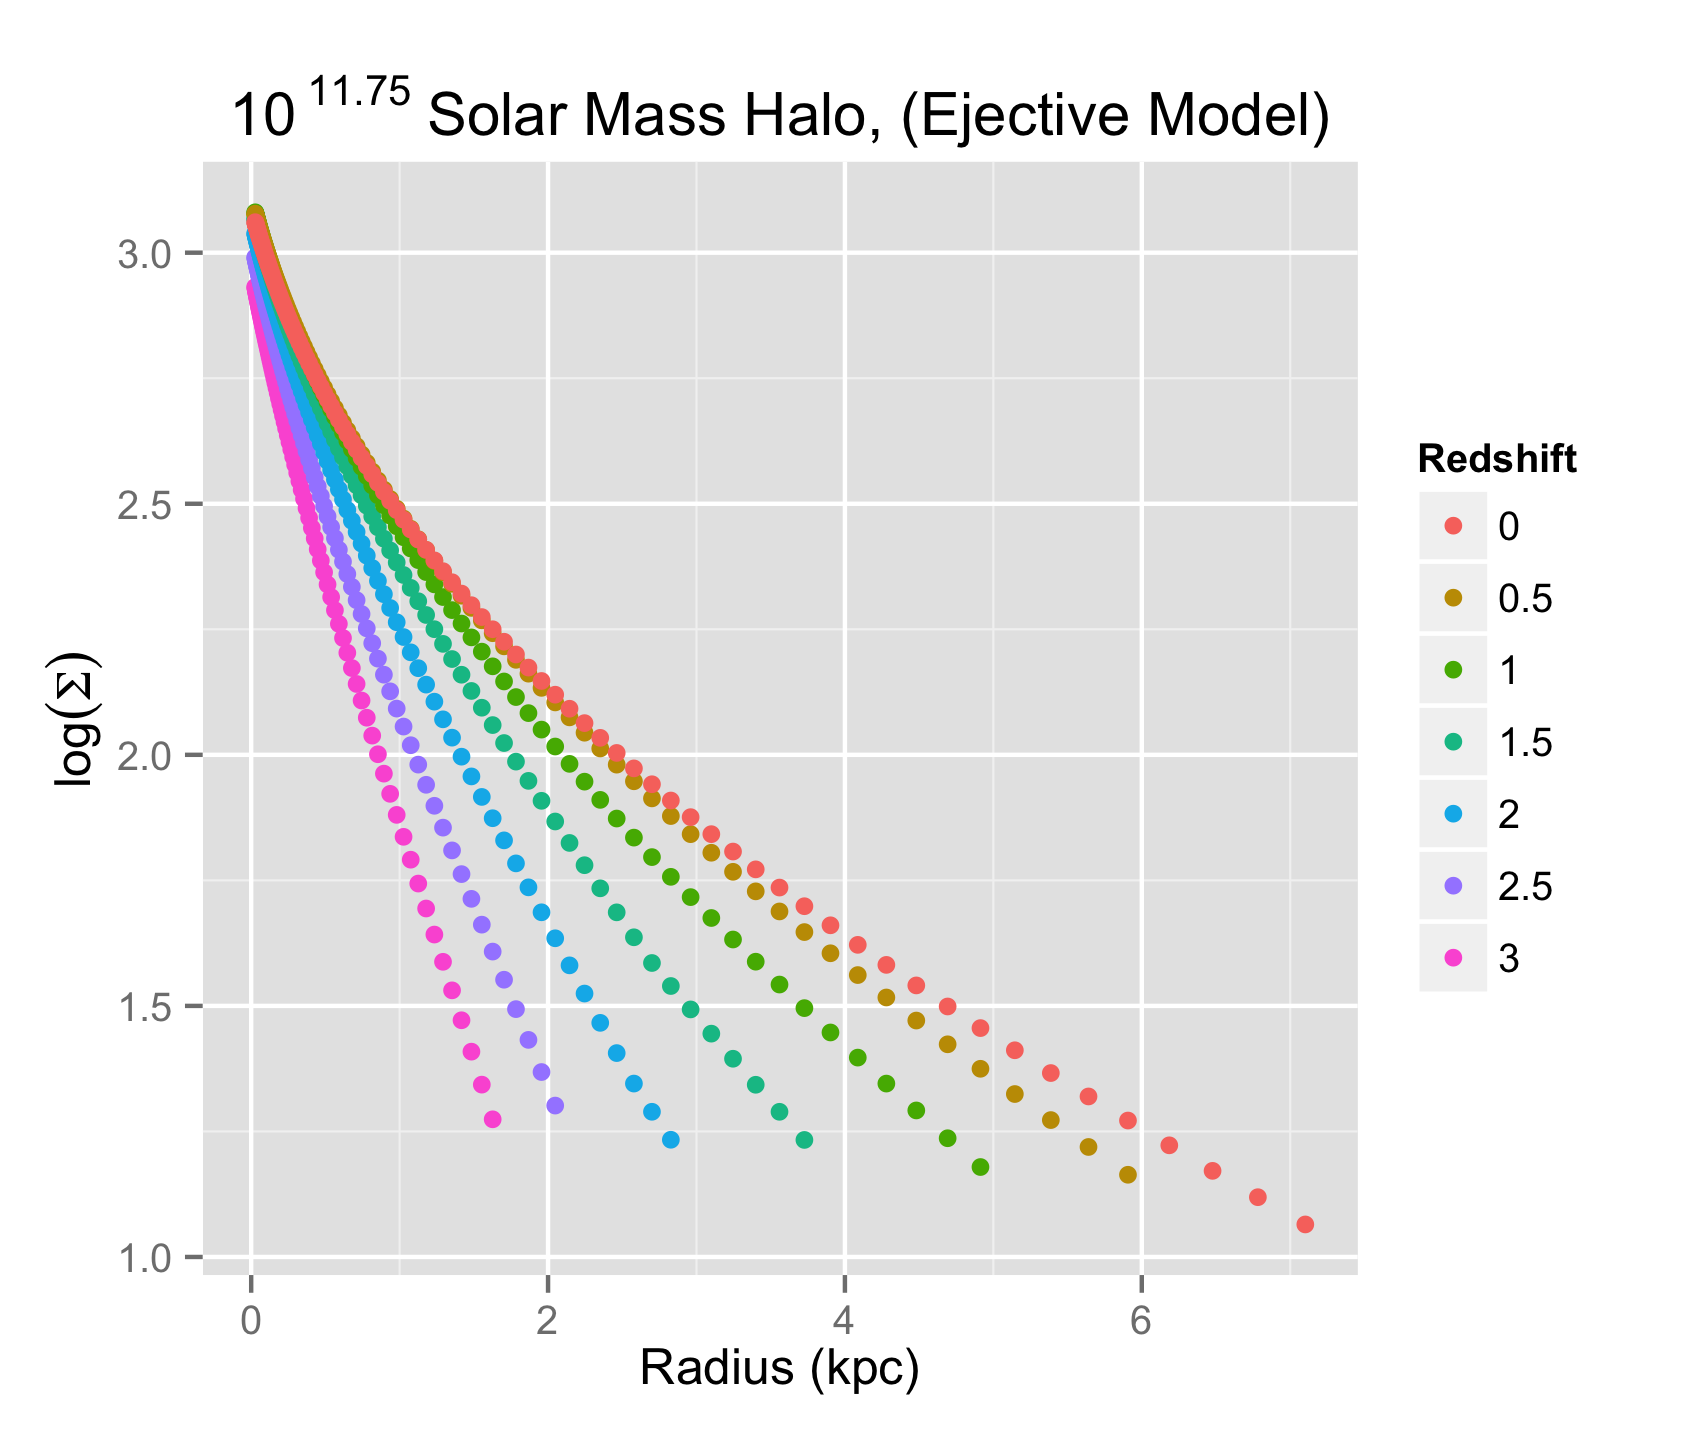 10 11.75 Solar Mass Halo, (Ejective Model)
3.0
2.5
2.0
1.5
1.0
log(Σ)
0 2 4 6
Radius (kpc)
Redshift
0
0.5
1
1.5
2
2.5
3